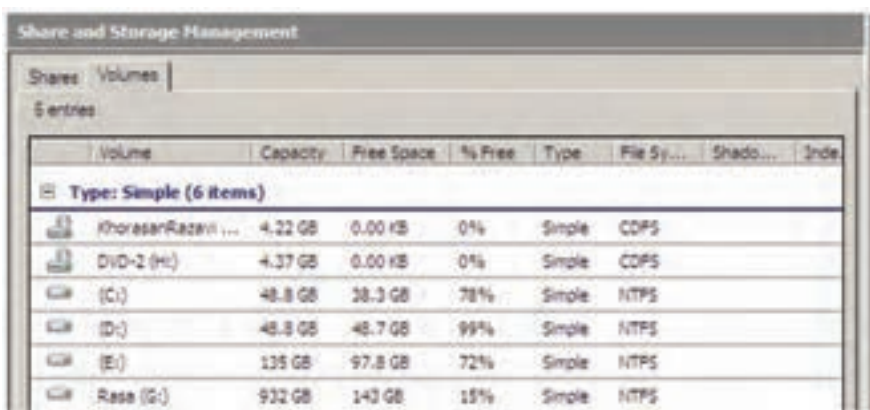 Share and Storage Management
Shares Volumes
6 entries
Volume Capacity Free Space % Free Type File Sy... Shado... Inde
Type: Simple (6 items)
KhorasanRazavi ... 4.22 GB 0.00 KB 0% Simple CDFS
DVD-2 (H:) 4.37 GB 0.00 KB 0% Simple CDFS
(C:) 48.8 GB 38.3 GB 78% Simple NTFS
(D:) 48.8 GB 48.7 GB 99% Simple NTFS
(E:) 135 GB 97.8 GB 72% Simple NTFS
Rasa (G:) 932 GB 143 GB 15% Simple NTFS